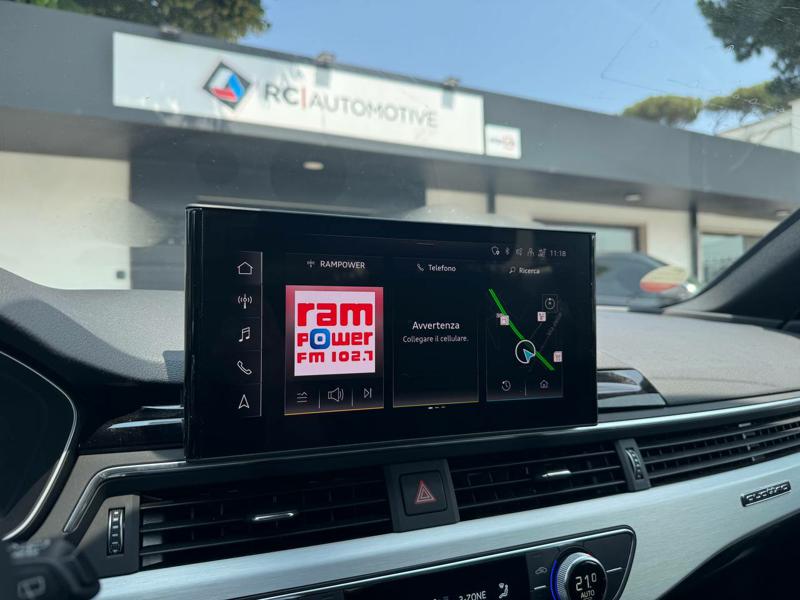 RC|AUTOMOTIVE
11:18
RAMPOWER
Telefono
Ricerca
ram
POWER
FM 102.7
Avvertenza
Collegare il cellulare.
quattro
3-ZONE
21.0
AUTO